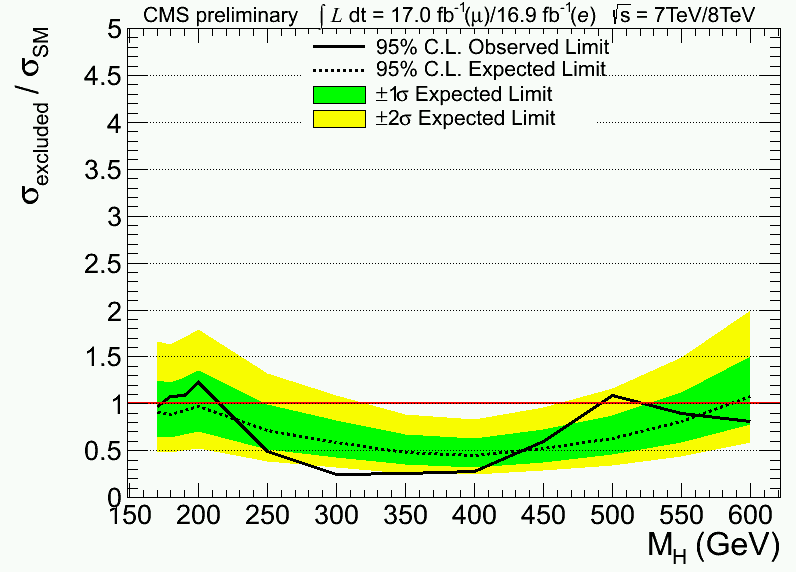 CMS preliminary ∫ L dt = 17.0 fb⁻¹(μ)/16.9 fb⁻¹(e) √s = 7TeV/8TeV
95% C.L. Observed Limit
95% C.L. Expected Limit
±1σ Expected Limit
±2σ Expected Limit
σexcluded / σSM
5
4.5
4
3.5
3
2.5
2
1.5
1
0.5
0
150 200 250 300 350 400 450 500 550 600
M_H (GeV)